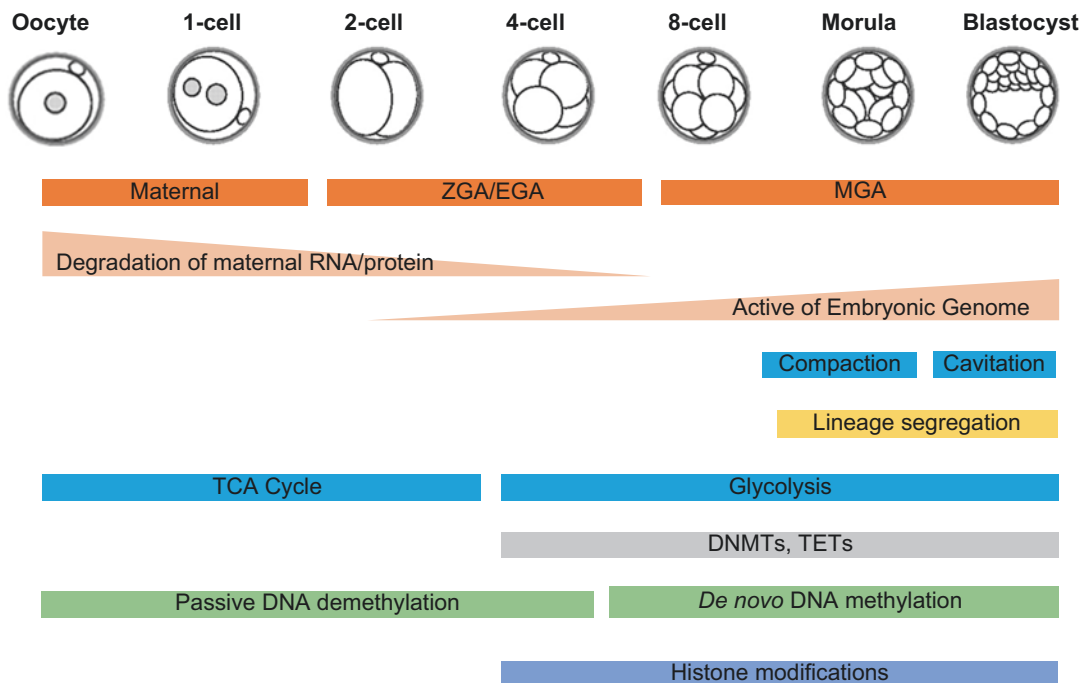 Oocyte 1-cell 2-cell 4-cell 8-cell Morula Blastocyst
Maternal ZGA/EGA MGA
Degradation of maternal RNA/protein
Active of Embryonic Genome
Compaction Cavitation
Lineage segregation
TCA Cycle Glycolysis
DNMTs, TETs
Passive DNA demethylation De novo DNA methylation
Histone modifications